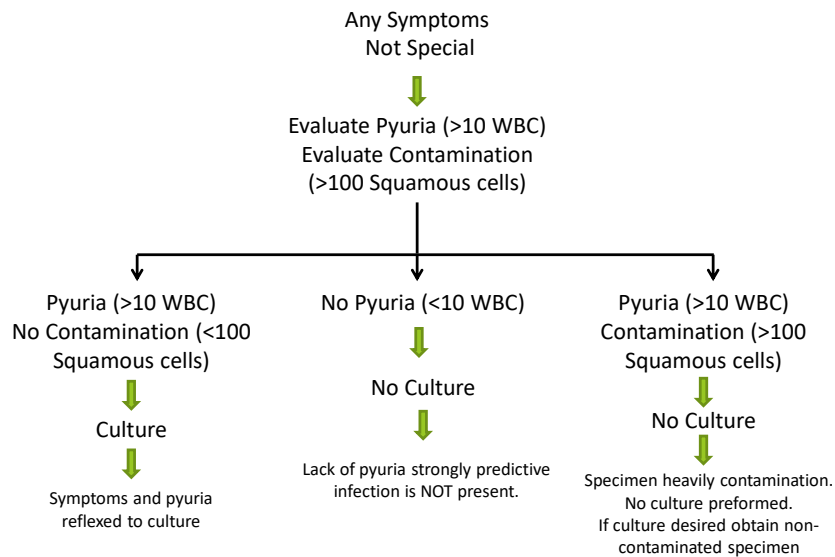 Any Symptoms
Not Special
Evaluate Pyuria (>10 WBC)
Evaluate Contamination
(>100 Squamous cells)
Pyuria (>10 WBC)
No Contamination (<100
Squamous cells)
Culture
Symptoms and pyuria
reflexed to culture
No Pyuria (<10 WBC)
No Culture
Lack of pyuria strongly predictive
infection is NOT present.
Pyuria (>10 WBC)
Contamination (>100
Squamous cells)
No Culture
Specimen heavily contamination.
No culture preformed.
If culture desired obtain non-
contaminated specimen